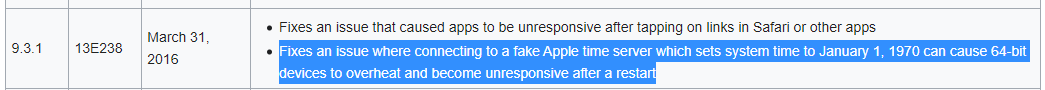 9.3.1 13E238 March 31, 2016
• Fixes an issue that caused apps to be unresponsive after tapping on links in Safari or other apps
• Fixes an issue where connecting to a fake Apple time server which sets system time to January 1, 1970 can cause 64-bit
devices to overheat and become unresponsive after a restart